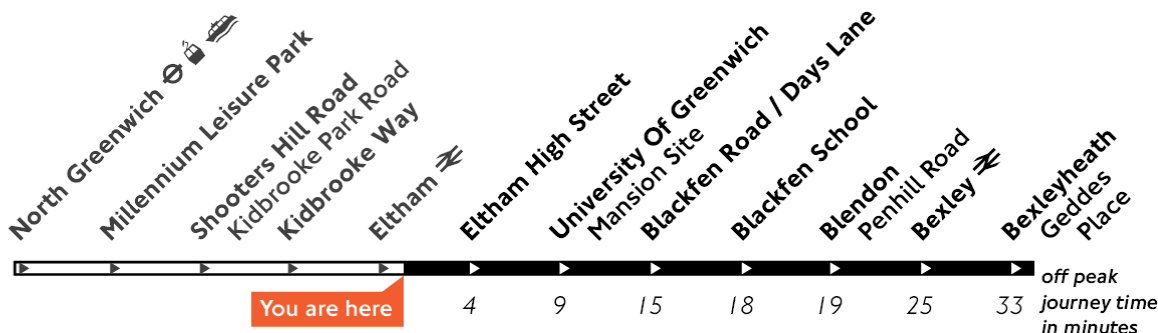 North Greenwich
Millennium Leisure Park
Shooters Hill Road
Kidbrooke Park Road
Kidbrooke Way
Eltham
Eltham High Street
University Of Greenwich
Mansion Site
Blackfen Road / Days Lane
Blackfen School
Blendon
Penhill Road
Bexley
Bexleyheath
Geddes
Place
You are here
4
9
15
18
19
25
33
off peak
journey time
in minutes